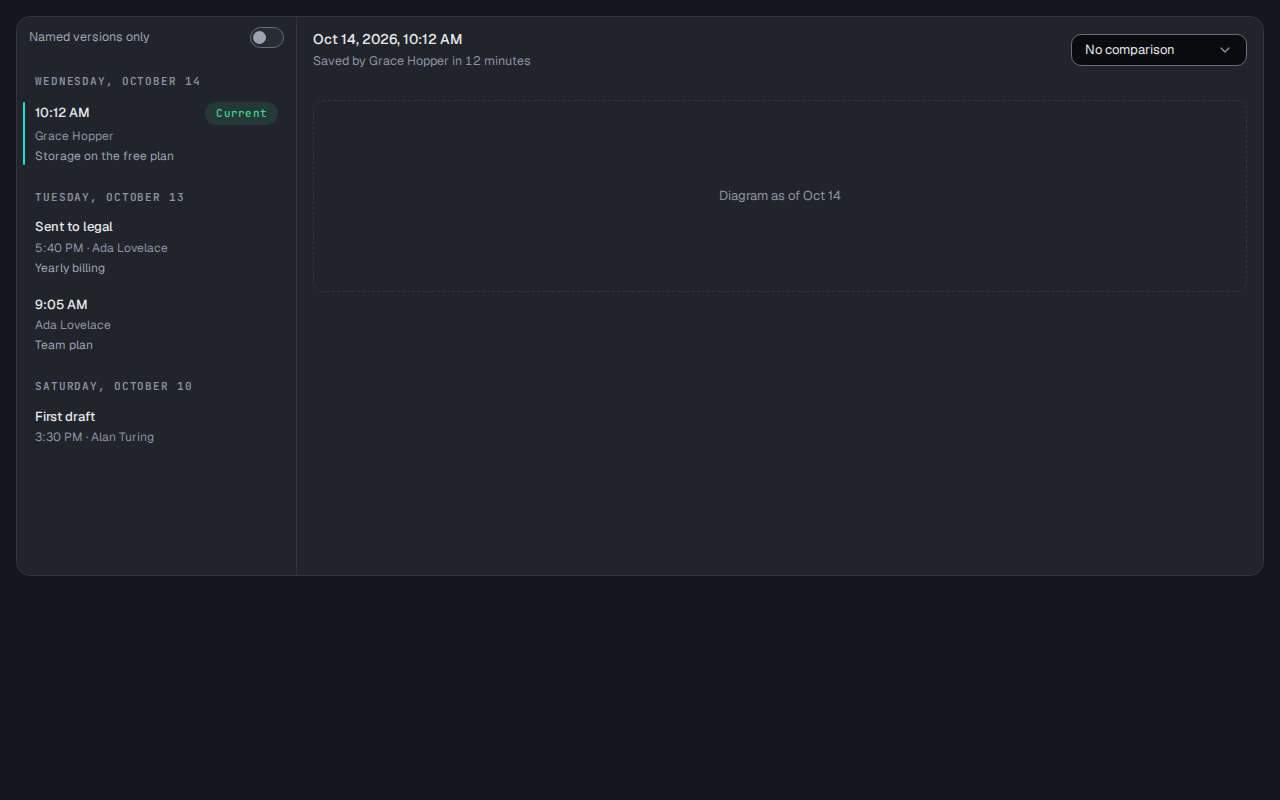 Named versions only
WEDNESDAY, OCTOBER 14
10:12 AM
Current
Grace Hopper
Storage on the free plan
TUESDAY, OCTOBER 13
Sent to legal
5:40 PM · Ada Lovelace
Yearly billing
9:05 AM
Ada Lovelace
Team plan
SATURDAY, OCTOBER 10
First draft
3:30 PM · Alan Turing
Oct 14, 2026, 10:12 AM
Saved by Grace Hopper in 12 minutes
No comparison
Diagram as of Oct 14